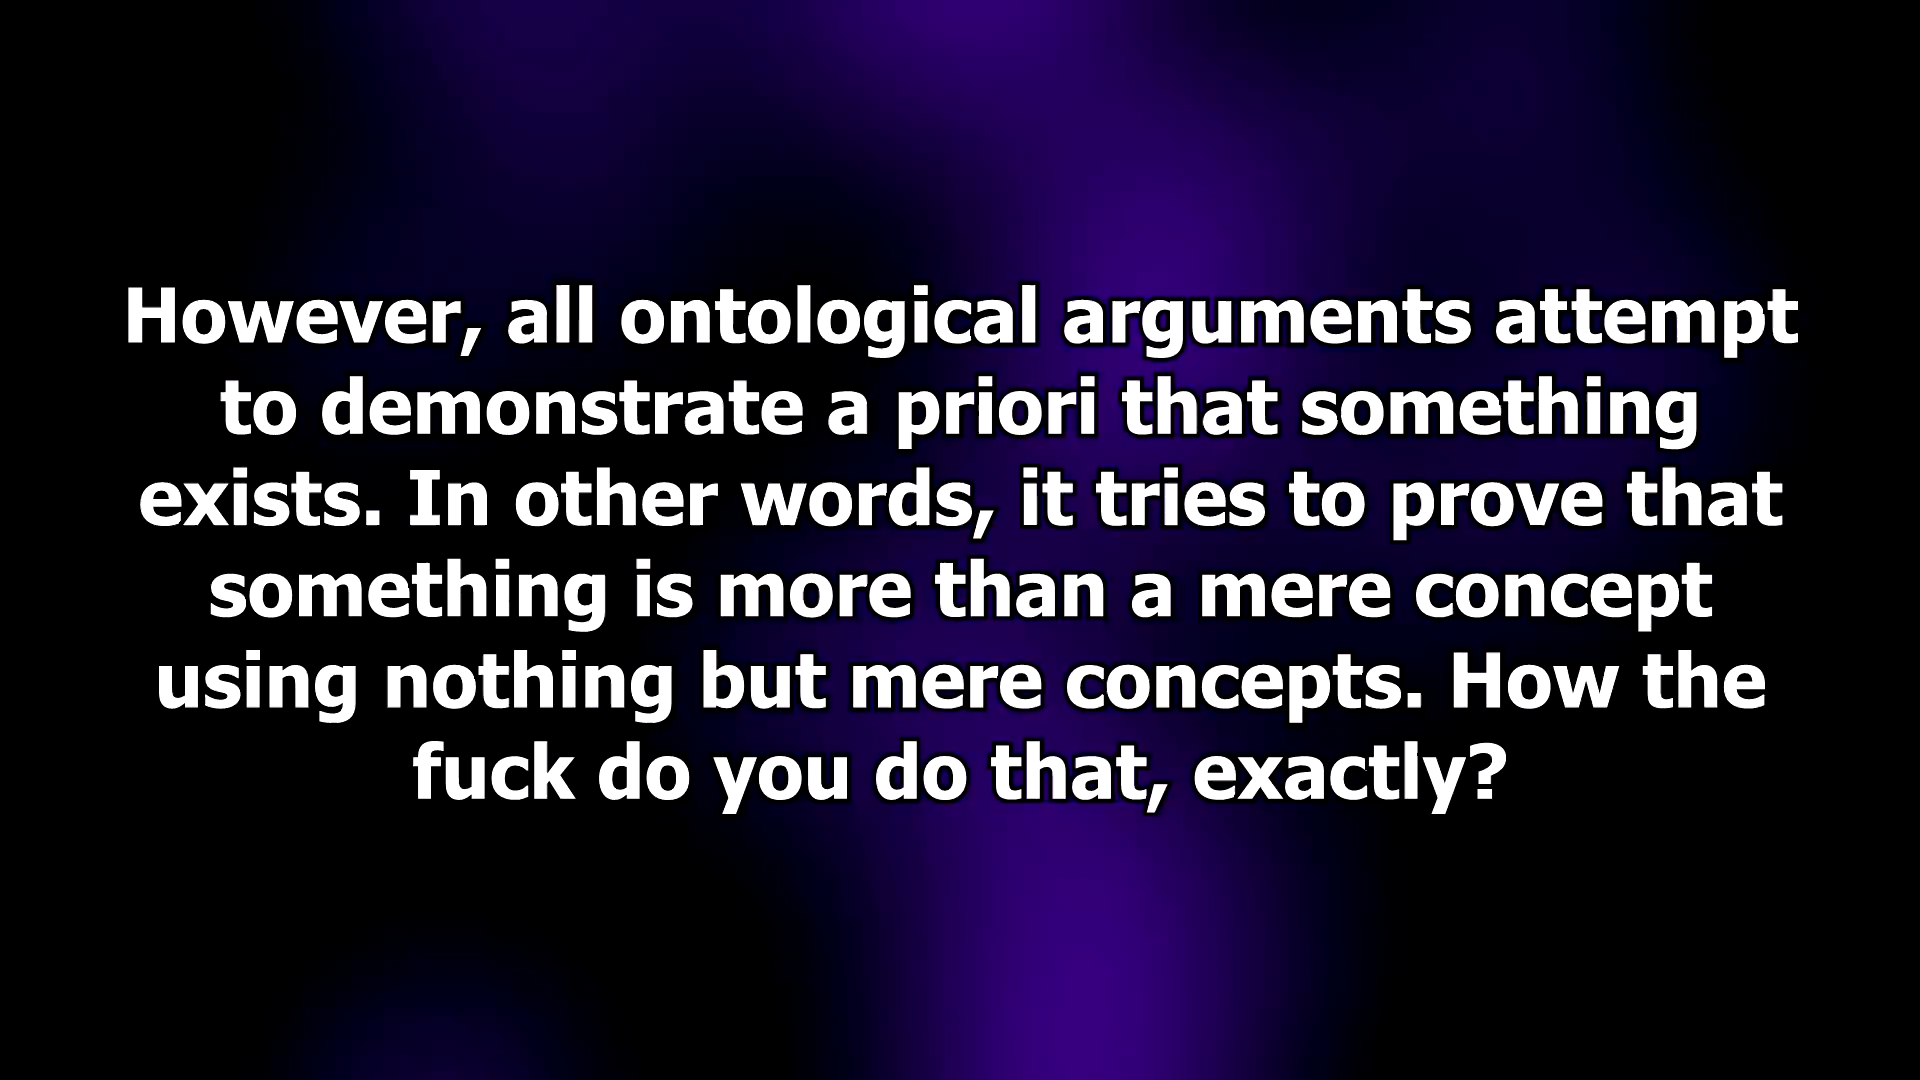 However, all ontological arguments attempt
to demonstrate a priori that something
exists. In other words, it tries to prove that
something is more than a mere concept
using nothing but mere concepts. How the
fuck do you do that, exactly?